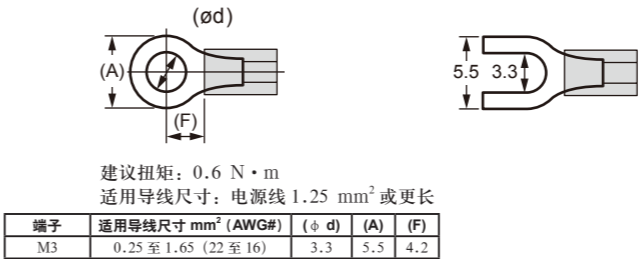 (ød)
(A)
(F)
5.5 3.3
建议扭矩：0.6 N・m
适用导线尺寸：电源线 1.25 mm² 或更长
端子 适用导线尺寸 mm² (AWG#) (ϕ d) (A) (F)
M3 0.25 至 1.65 (22 至 16) 3.3 5.5 4.2